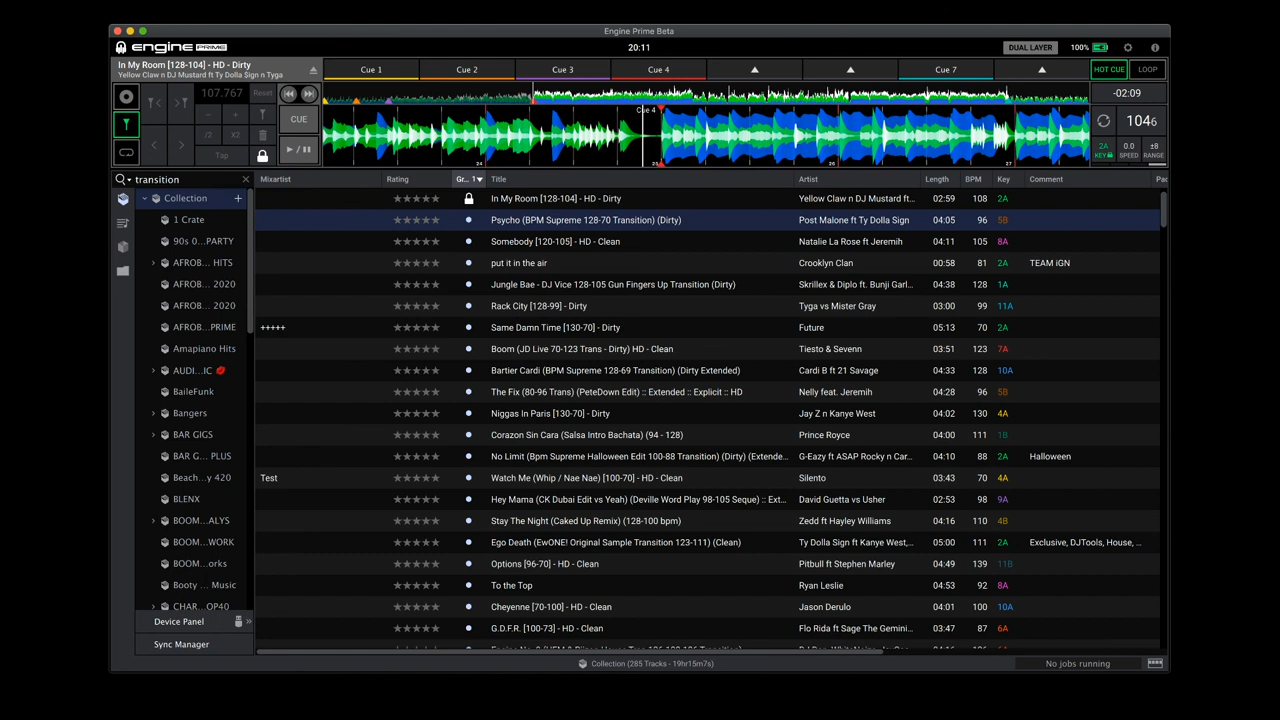 Engine Prime Beta
engine PRIME
20:11
DUAL LAYER 100%
In My Room [128-104] - HD - Dirty
Yellow Claw n DJ Mustard ft Ty Dolla $ign n Tyga
Cue 1 Cue 2 Cue 3 Cue 4 Cue 7
HOT CUE LOOP
107.767 Reset
-02:09
CUE
Cue 4
1046
/2 X2
Tap
2A 0.0 ±8
KEY SPEED RANGE
24 25 26 27
transition
Mixartist Rating Gr... 1 Title Artist Length BPM Key Comment Pac
Collection
In My Room [128-104] - HD - Dirty Yellow Claw n DJ Mustard ft... 02:59 108 2A
1 Crate Psycho (BPM Supreme 128-70 Transition) (Dirty) Post Malone ft Ty Dolla Sign 04:05 96 5B
90s 0...PARTY Somebody [120-105] - HD - Clean Natalie La Rose ft Jeremih 04:11 105 8A
AFROB... HITS put it in the air Crooklyn Clan 00:58 81 2A TEAM iGN
AFROB... 2020 Jungle Bae - DJ Vice 128-105 Gun Fingers Up Transition (Dirty) Skrillex & Diplo ft. Bunji Garl... 04:38 128 1A
AFROB... 2020 Rack City [128-99] - Dirty Tyga vs Mister Gray 03:00 99 11A
AFROB...PRIME +++++ Same Damn Time [130-70] - Dirty Future 05:13 70 2A
Amapiano Hits Boom (JD Live 70-123 Trans - Dirty) HD - Clean Tiesto & Sevenn 03:51 123 7A
AUDI...IC 💋 Bartier Cardi (BPM Supreme 128-69 Transition) (Dirty Extended) Cardi B ft 21 Savage 04:33 128 10A
BaileFunk The Fix (80-96 Trans) (PeteDown Edit) :: Extended :: Explicit :: HD Nelly feat. Jeremih 04:28 96 5B
Bangers Niggas In Paris [130-70] - Dirty Jay Z n Kanye West 04:02 130 4A
BAR GIGS Corazon Sin Cara (Salsa Intro Bachata) (94 - 128) Prince Royce 04:00 111 1B
BAR G... PLUS No Limit (Bpm Supreme Halloween Edit 100-88 Transition) (Dirty) (Extende... G-Eazy ft ASAP Rocky n Car... 04:10 88 2A Halloween
Beach...y 420 Test Watch Me (Whip / Nae Nae) [100-70] - HD - Clean Silento 03:43 70 4A
BLENX Hey Mama (CK Dubai Edit vs Yeah) (Deville Word Play 98-105 Seque) :: Ext... David Guetta vs Usher 02:53 98 9A
BOOM...ALYS Stay The Night (Caked Up Remix) (128-100 bpm) Zedd ft Hayley Williams 04:16 110 4B
BOOM...WORK Ego Death (EwONE! Original Sample Transition 123-111) (Clean) Ty Dolla Sign ft Kanye West,... 05:00 111 2A Exclusive, DJTools, House, ...
BOOM...orks Options [96-70] - HD - Clean Pitbull ft Stephen Marley 04:49 139 11B
Booty ... Music To the Top Ryan Leslie 04:53 92 8A
CHAR...OP40 Cheyenne [70-100] - HD - Clean Jason Derulo 04:01 100 10A
Device Panel G.D.F.R. [100-73] - HD - Clean Flo Rida ft Sage The Gemini... 03:47 87 6A
Sync Manager
Collection (285 Tracks - 19hr15m7s)
No jobs running